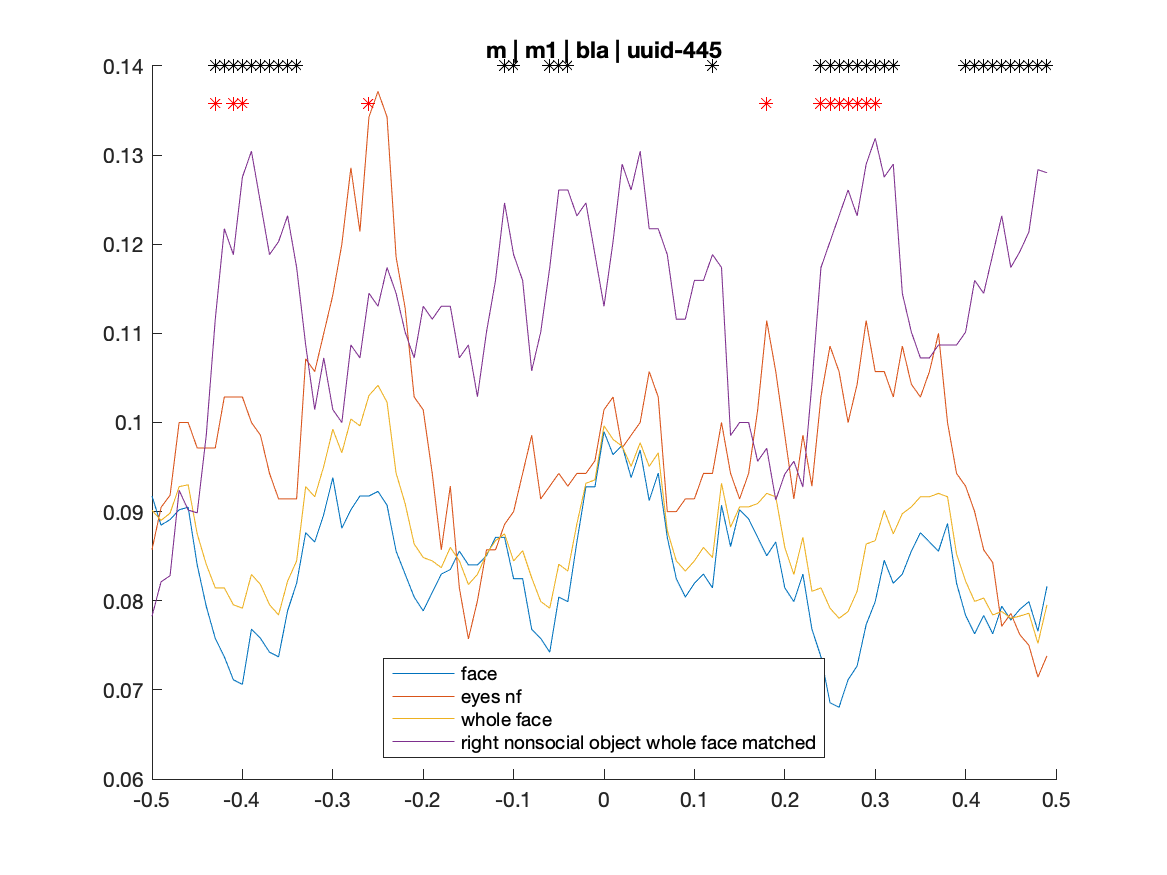 m | m1 | bla | uuid-445
0.14
0.13
0.12
0.11
0.1
0.09
0.08
0.07
0.06
face
eyes nf
whole face
right nonsocial object whole face matched
-0.5 -0.4 -0.3 -0.2 -0.1 0 0.1 0.2 0.3 0.4 0.5